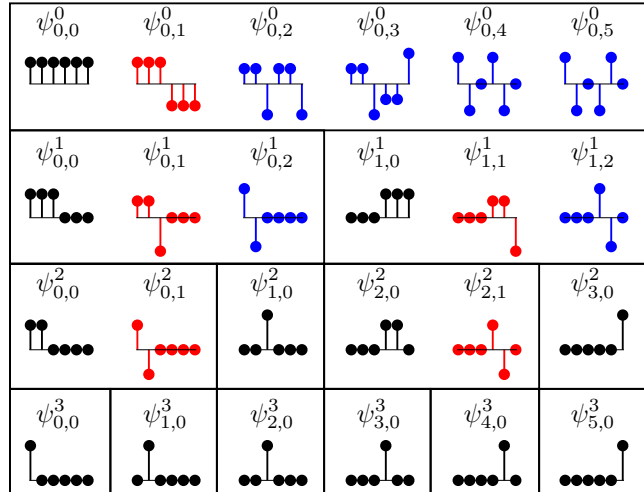 ψ^0_{0,0} ψ^0_{0,1} ψ^0_{0,2} ψ^0_{0,3} ψ^0_{0,4} ψ^0_{0,5}
ψ^1_{0,0} ψ^1_{0,1} ψ^1_{0,2} ψ^1_{1,0} ψ^1_{1,1} ψ^1_{1,2}
ψ^2_{0,0} ψ^2_{0,1} ψ^2_{1,0} ψ^2_{2,0} ψ^2_{2,1} ψ^2_{3,0}
ψ^3_{0,0} ψ^3_{1,0} ψ^3_{2,0} ψ^3_{3,0} ψ^3_{4,0} ψ^3_{5,0}